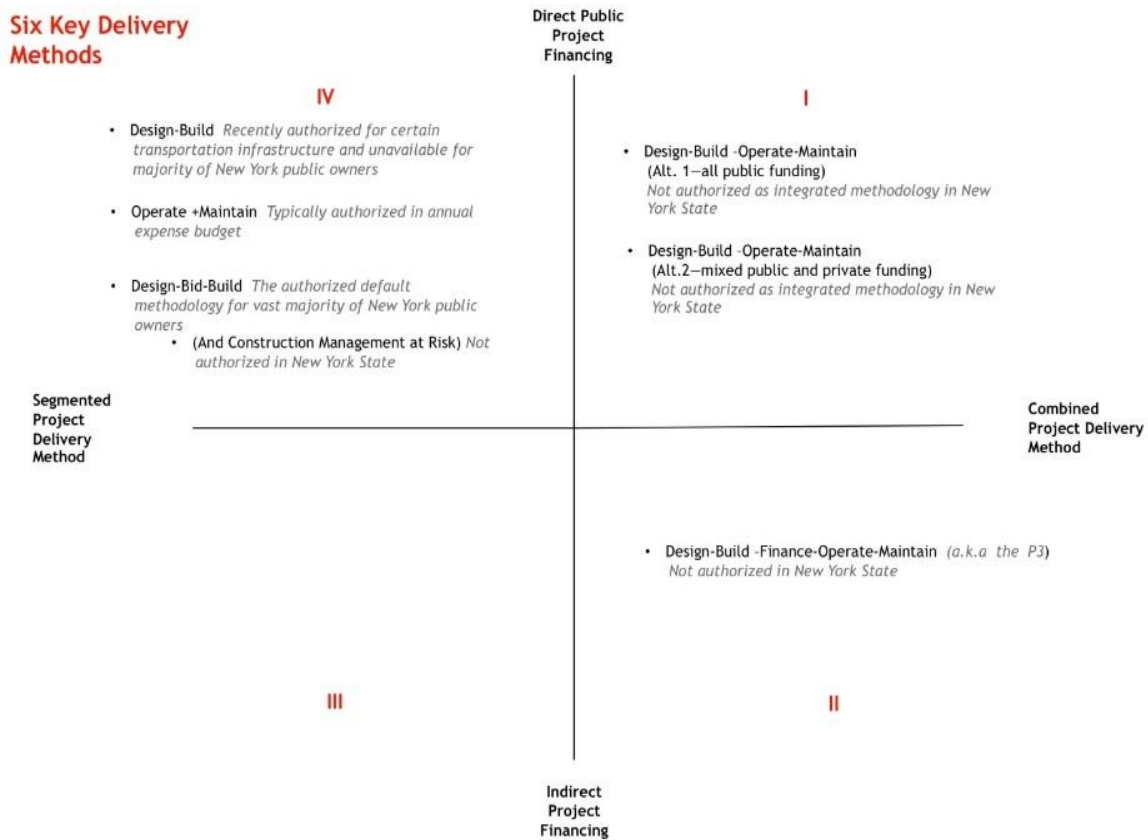 Six Key Delivery
Methods
Direct Public
Project
Financing
IV
• Design-Build Recently authorized for certain
transportation infrastructure and unavailable for
majority of New York public owners
• Operate +Maintain Typically authorized in annual
expense budget
• Design-Bid-Build The authorized default
methodology for vast majority of New York public
owners
• (And Construction Management at Risk) Not
authorized in New York State
I
• Design-Build -Operate-Maintain
(Alt. 1—all public funding)
Not authorized as integrated methodology in New
York State
• Design-Build -Operate-Maintain
(Alt.2—mixed public and private funding)
Not authorized as integrated methodology in New
York State
Segmented
Project
Delivery
Method
Combined
Project Delivery
Method
• Design-Build -Finance-Operate-Maintain (a.k.a the P3)
Not authorized in New York State
III
II
Indirect
Project
Financing